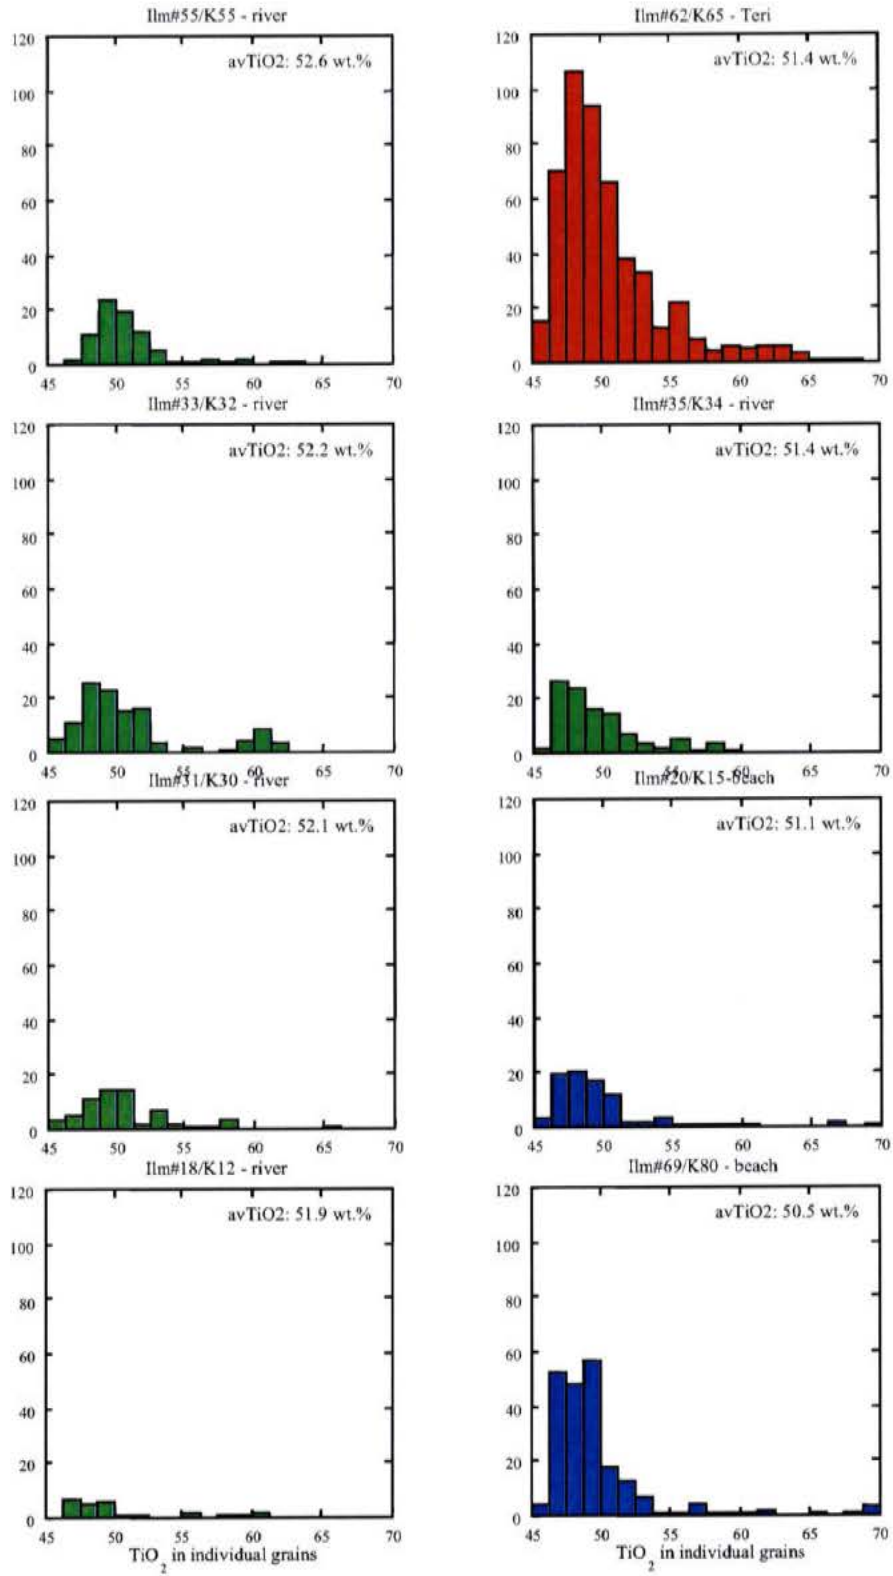 Ilm#55/K55 - river
avTiO2: 52.6 wt.%
120
100
80
60
40
20
0
45 50 55 60 65 70
Ilm#33/K32 - river
avTiO2: 52.2 wt.%
120
100
80
60
40
20
0
45 50 55 60 65 70
Ilm#31/K30 - river
avTiO2: 52.1 wt.%
120
100
80
60
40
20
0
45 50 55 60 65 70
Ilm#18/K12 - river
avTiO2: 51.9 wt.%
120
100
80
60
40
20
0
45 50 55 60 65 70
TiO2 in individual grains
Ilm#62/K65 - Teri
avTiO2: 51.4 wt.%
120
100
80
60
40
20
0
45 50 55 60 65 70
Ilm#35/K34 - river
avTiO2: 51.4 wt.%
120
100
80
60
40
20
0
45 50 55 60 65 70
Ilm#20/K15-beach
avTiO2: 51.1 wt.%
120
100
80
60
40
20
0
45 50 55 60 65 70
Ilm#69/K80 - beach
avTiO2: 50.5 wt.%
120
100
80
60
40
20
0
45 50 55 60 65 70
TiO2 in individual grains